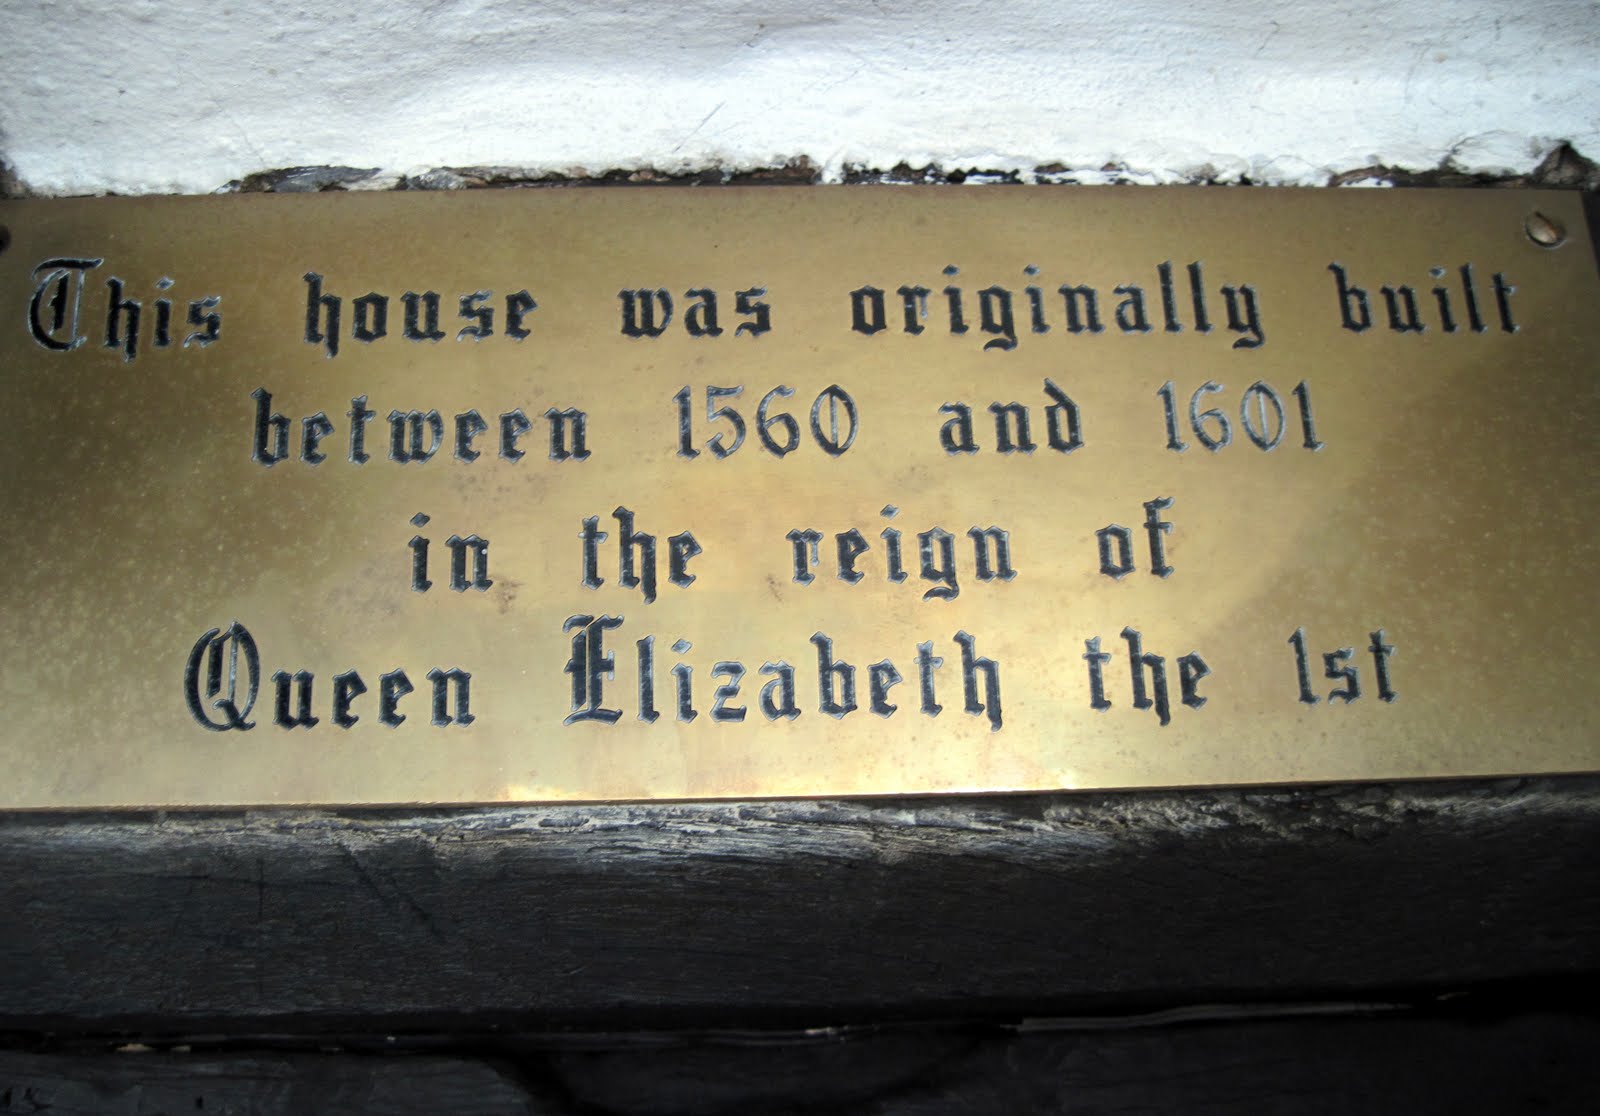 This house was originally built
between 1560 and 1601
in the reign of
Queen Elizabeth the 1st